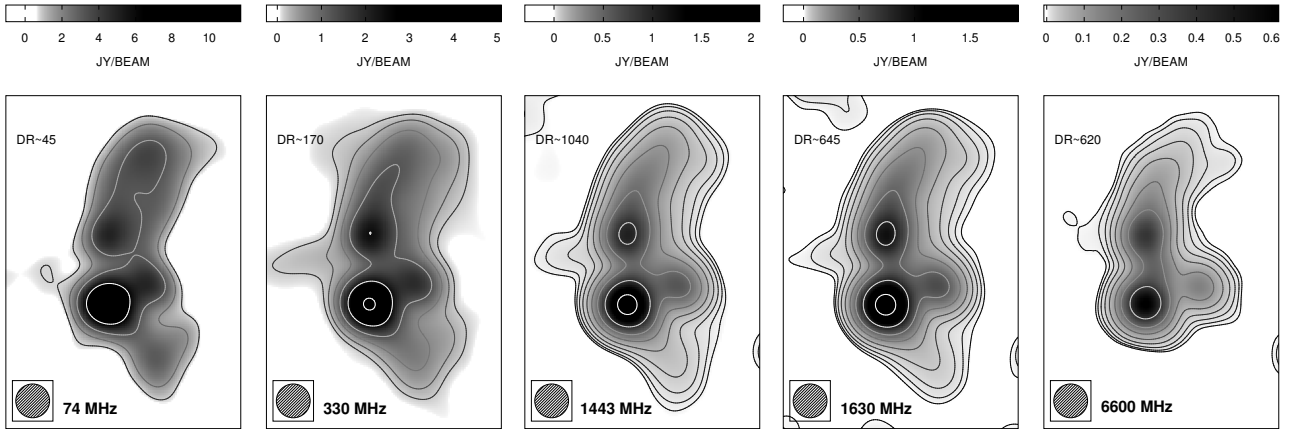 0 2 4 6 8 10
JY/BEAM
0 1 2 3 4 5
JY/BEAM
0 0.5 1 1.5 2
JY/BEAM
0 0.5 1 1.5
JY/BEAM
0 0.1 0.2 0.3 0.4 0.5 0.6
JY/BEAM
DR~45
74 MHz
DR~170
330 MHz
DR~1040
1443 MHz
DR~645
1630 MHz
DR~620
6600 MHz